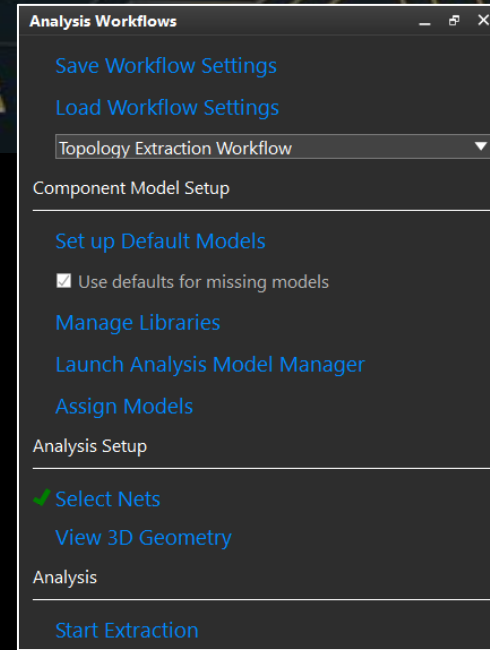 Analysis Workflows
Save Workflow Settings
Load Workflow Settings
Topology Extraction Workflow
Component Model Setup
Set up Default Models
Use defaults for missing models
Manage Libraries
Launch Analysis Model Manager
Assign Models
Analysis Setup
Select Nets
View 3D Geometry
Analysis
Start Extraction